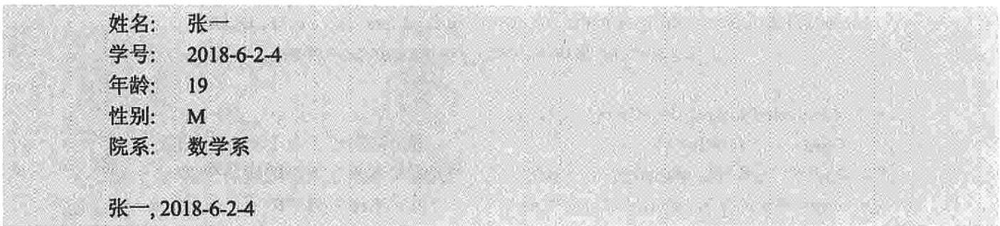 姓名: 张一
学号: 2018-6-2-4
年龄: 19
性别: M
院系: 数学系
张一, 2018-6-2-4